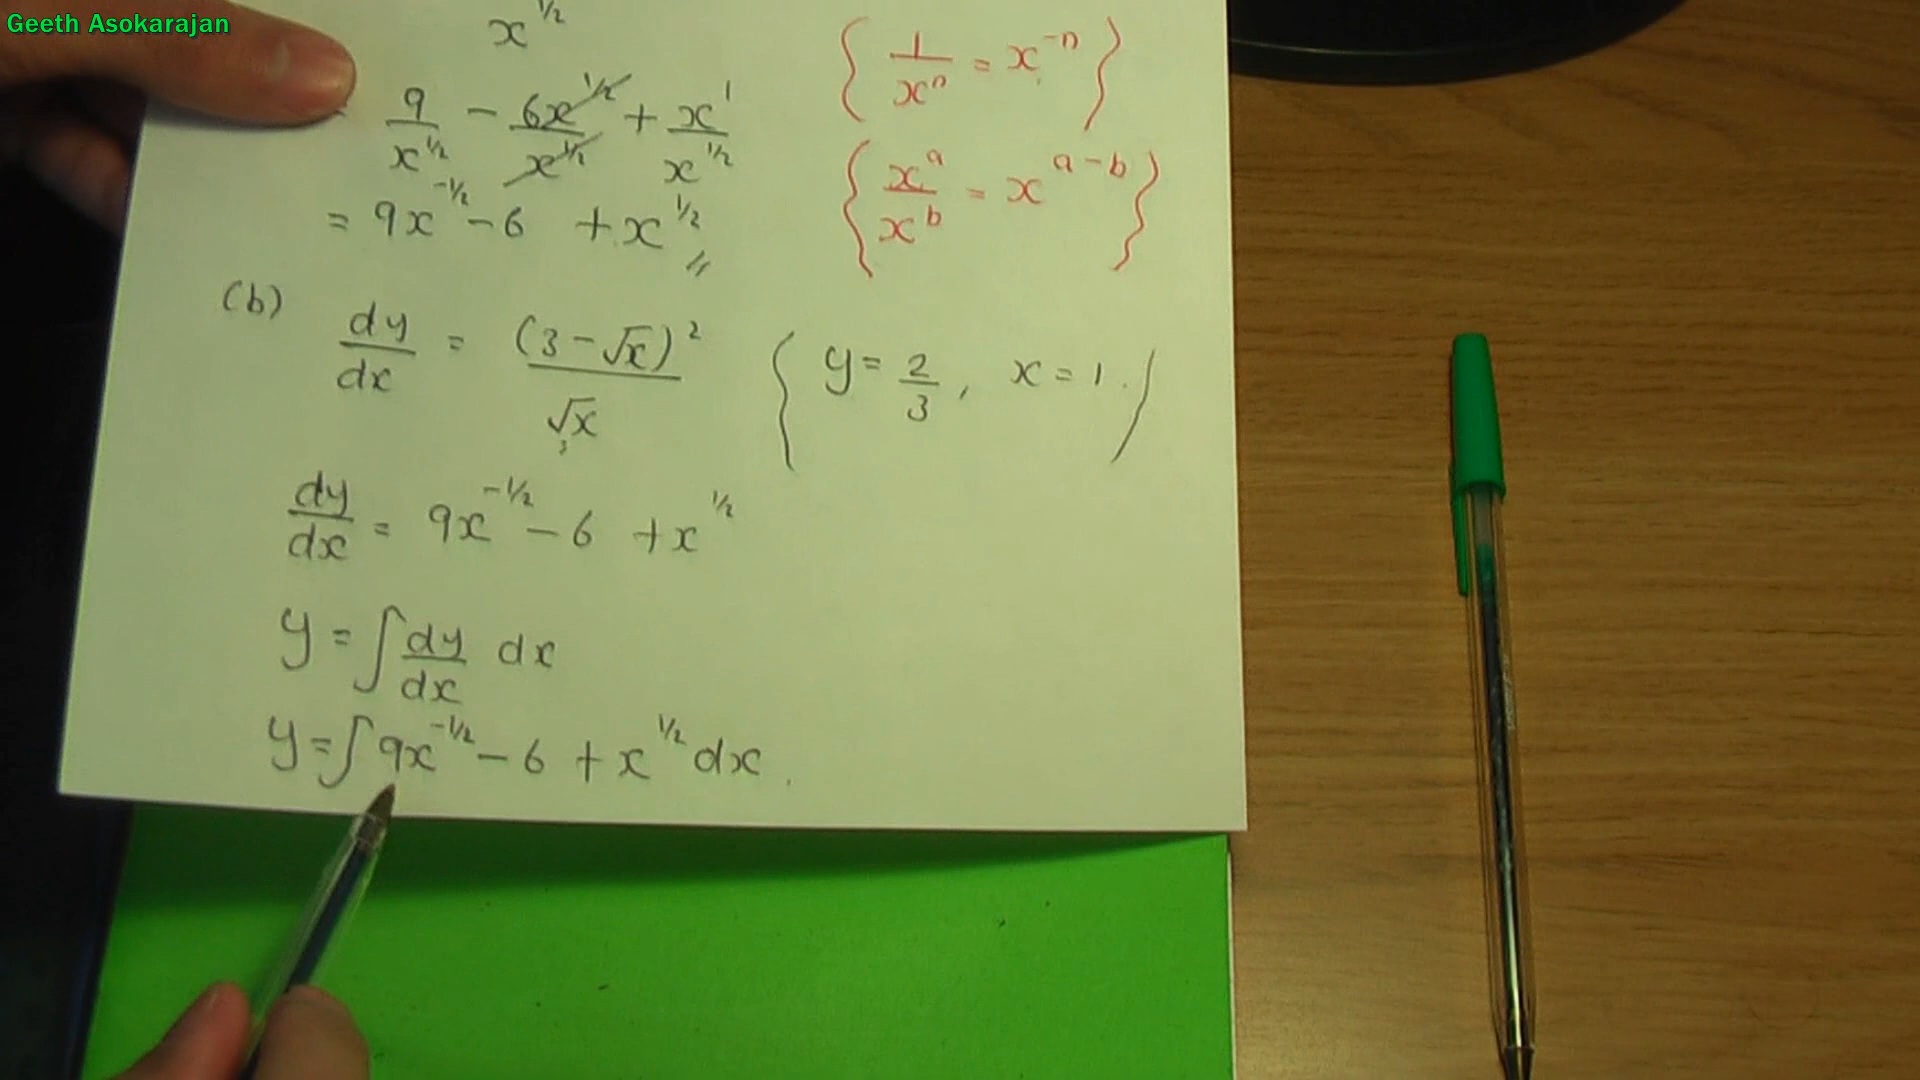 Geeth Asokarajan
x^1/2
9/x^1/2 - 6x^1/2/x^1/2 + x^1/x^1/2
= 9x^-1/2 - 6 + x^1/2
{ 1/x^n = x^-n }
{ x^a/x^b = x^a-b }
(b) dy/dx = (3-√x)^2/√x { y = 2/3, x = 1. }
dy/dx = 9x^-1/2 - 6 + x^1/2
y = ∫ dy/dx dx
y = ∫ 9x^-1/2 - 6 + x^1/2 dx.